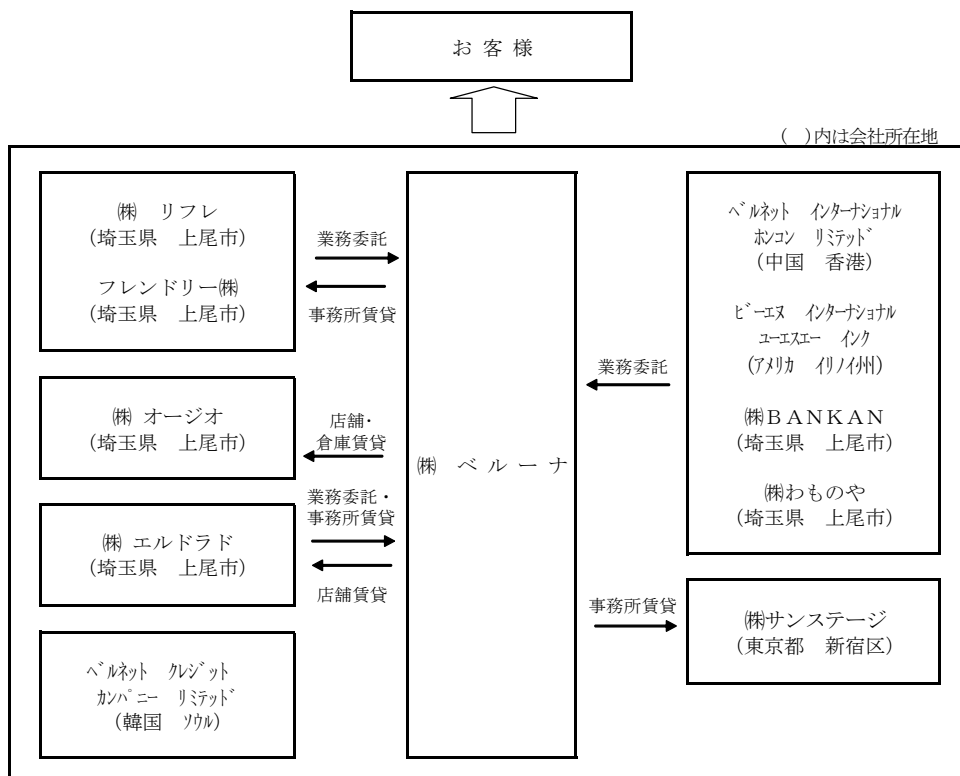 お 客 様
(　)内は会社所在地
㈱　リフレ
(埼玉県　上尾市)
フレンドリー㈱
(埼玉県　上尾市)
業務委託
事務所賃貸
㈱ オージオ
(埼玉県　上尾市)
店舗・
倉庫賃貸
㈱ エルドラド
(埼玉県　上尾市)
業務委託・
事務所賃貸
店舗賃貸
ﾍﾞﾙﾈｯﾄ　ｸﾚｼﾞｯﾄ
ｶﾝﾊﾟﾆｰ　ﾘﾐﾃｯﾄﾞ
(韓国　ｿｳﾙ)
㈱ ベ ル ー ナ
業務委託
ﾍﾞﾙﾈｯﾄ　ｲﾝﾀｰﾅｼｮﾅﾙ
ﾎﾝｺﾝ　ﾘﾐﾃｯﾄﾞ
(中国　香港)
ﾋﾞｰｴﾇ　ｲﾝﾀｰﾅｼｮﾅﾙ
ﾕｰｴｽｴｰ　ｲﾝｸ
(ｱﾒﾘｶ　ｲﾘﾉｲ州)
㈱ＢＡＮＫＡＮ
(埼玉県　上尾市)
㈱わものや
(埼玉県　上尾市)
事務所賃貸
㈱サンステージ
(東京都　新宿区)